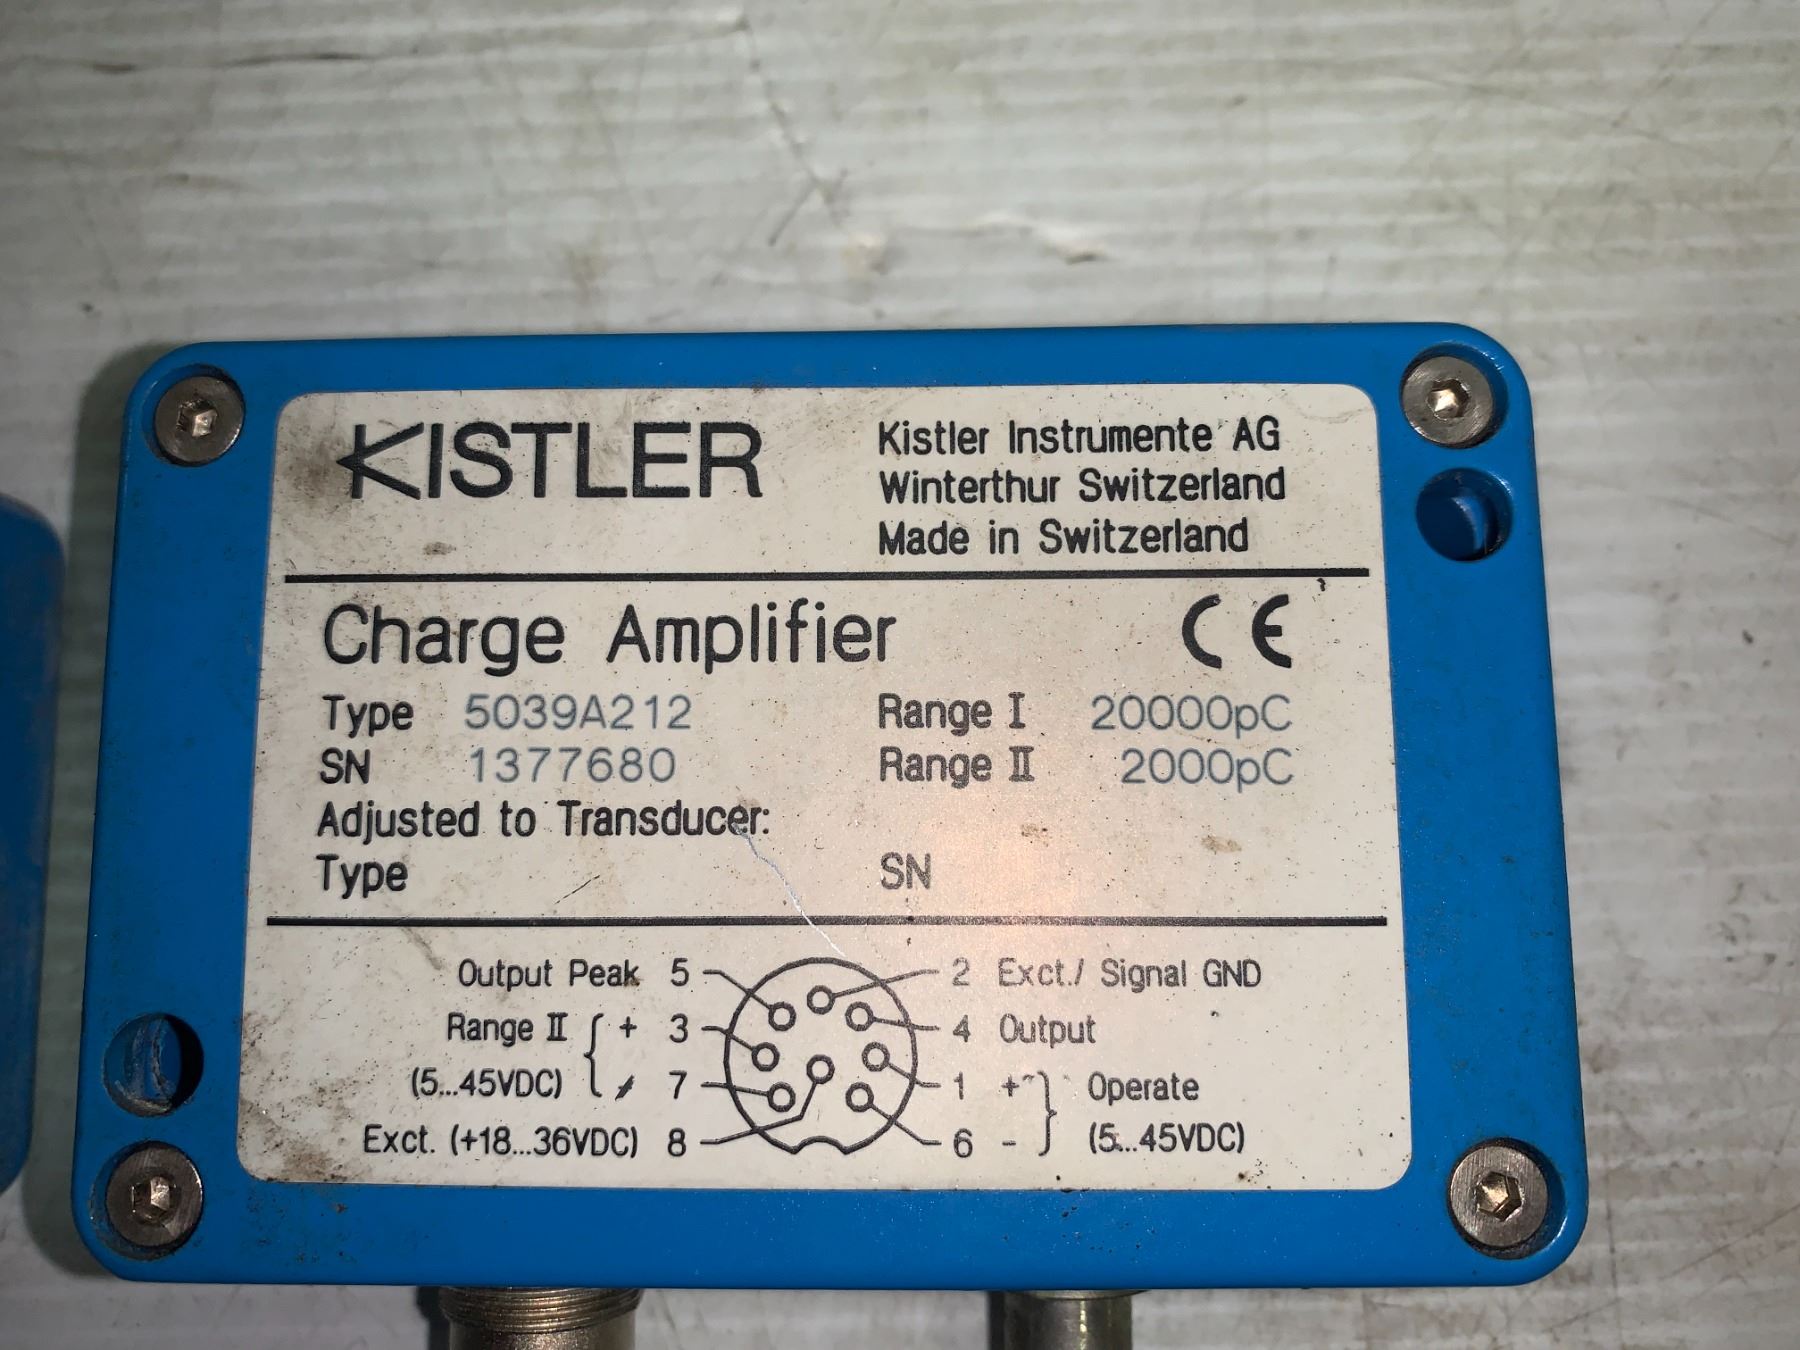 KISTLER
Kistler Instrumente AG
Winterthur Switzerland
Made in Switzerland
Charge Amplifier CE
Type 5039A212 Range I 20000pC
SN 1377680 Range II 2000pC
Adjusted to Transducer:
Type SN
Output Peak 5 2 Exct./ Signal GND
Range II { + 3 4 Output
(5...45VDC) - 7 1 + } Operate
Exct. (+18...36VDC) 8 6 - (5...45VDC)